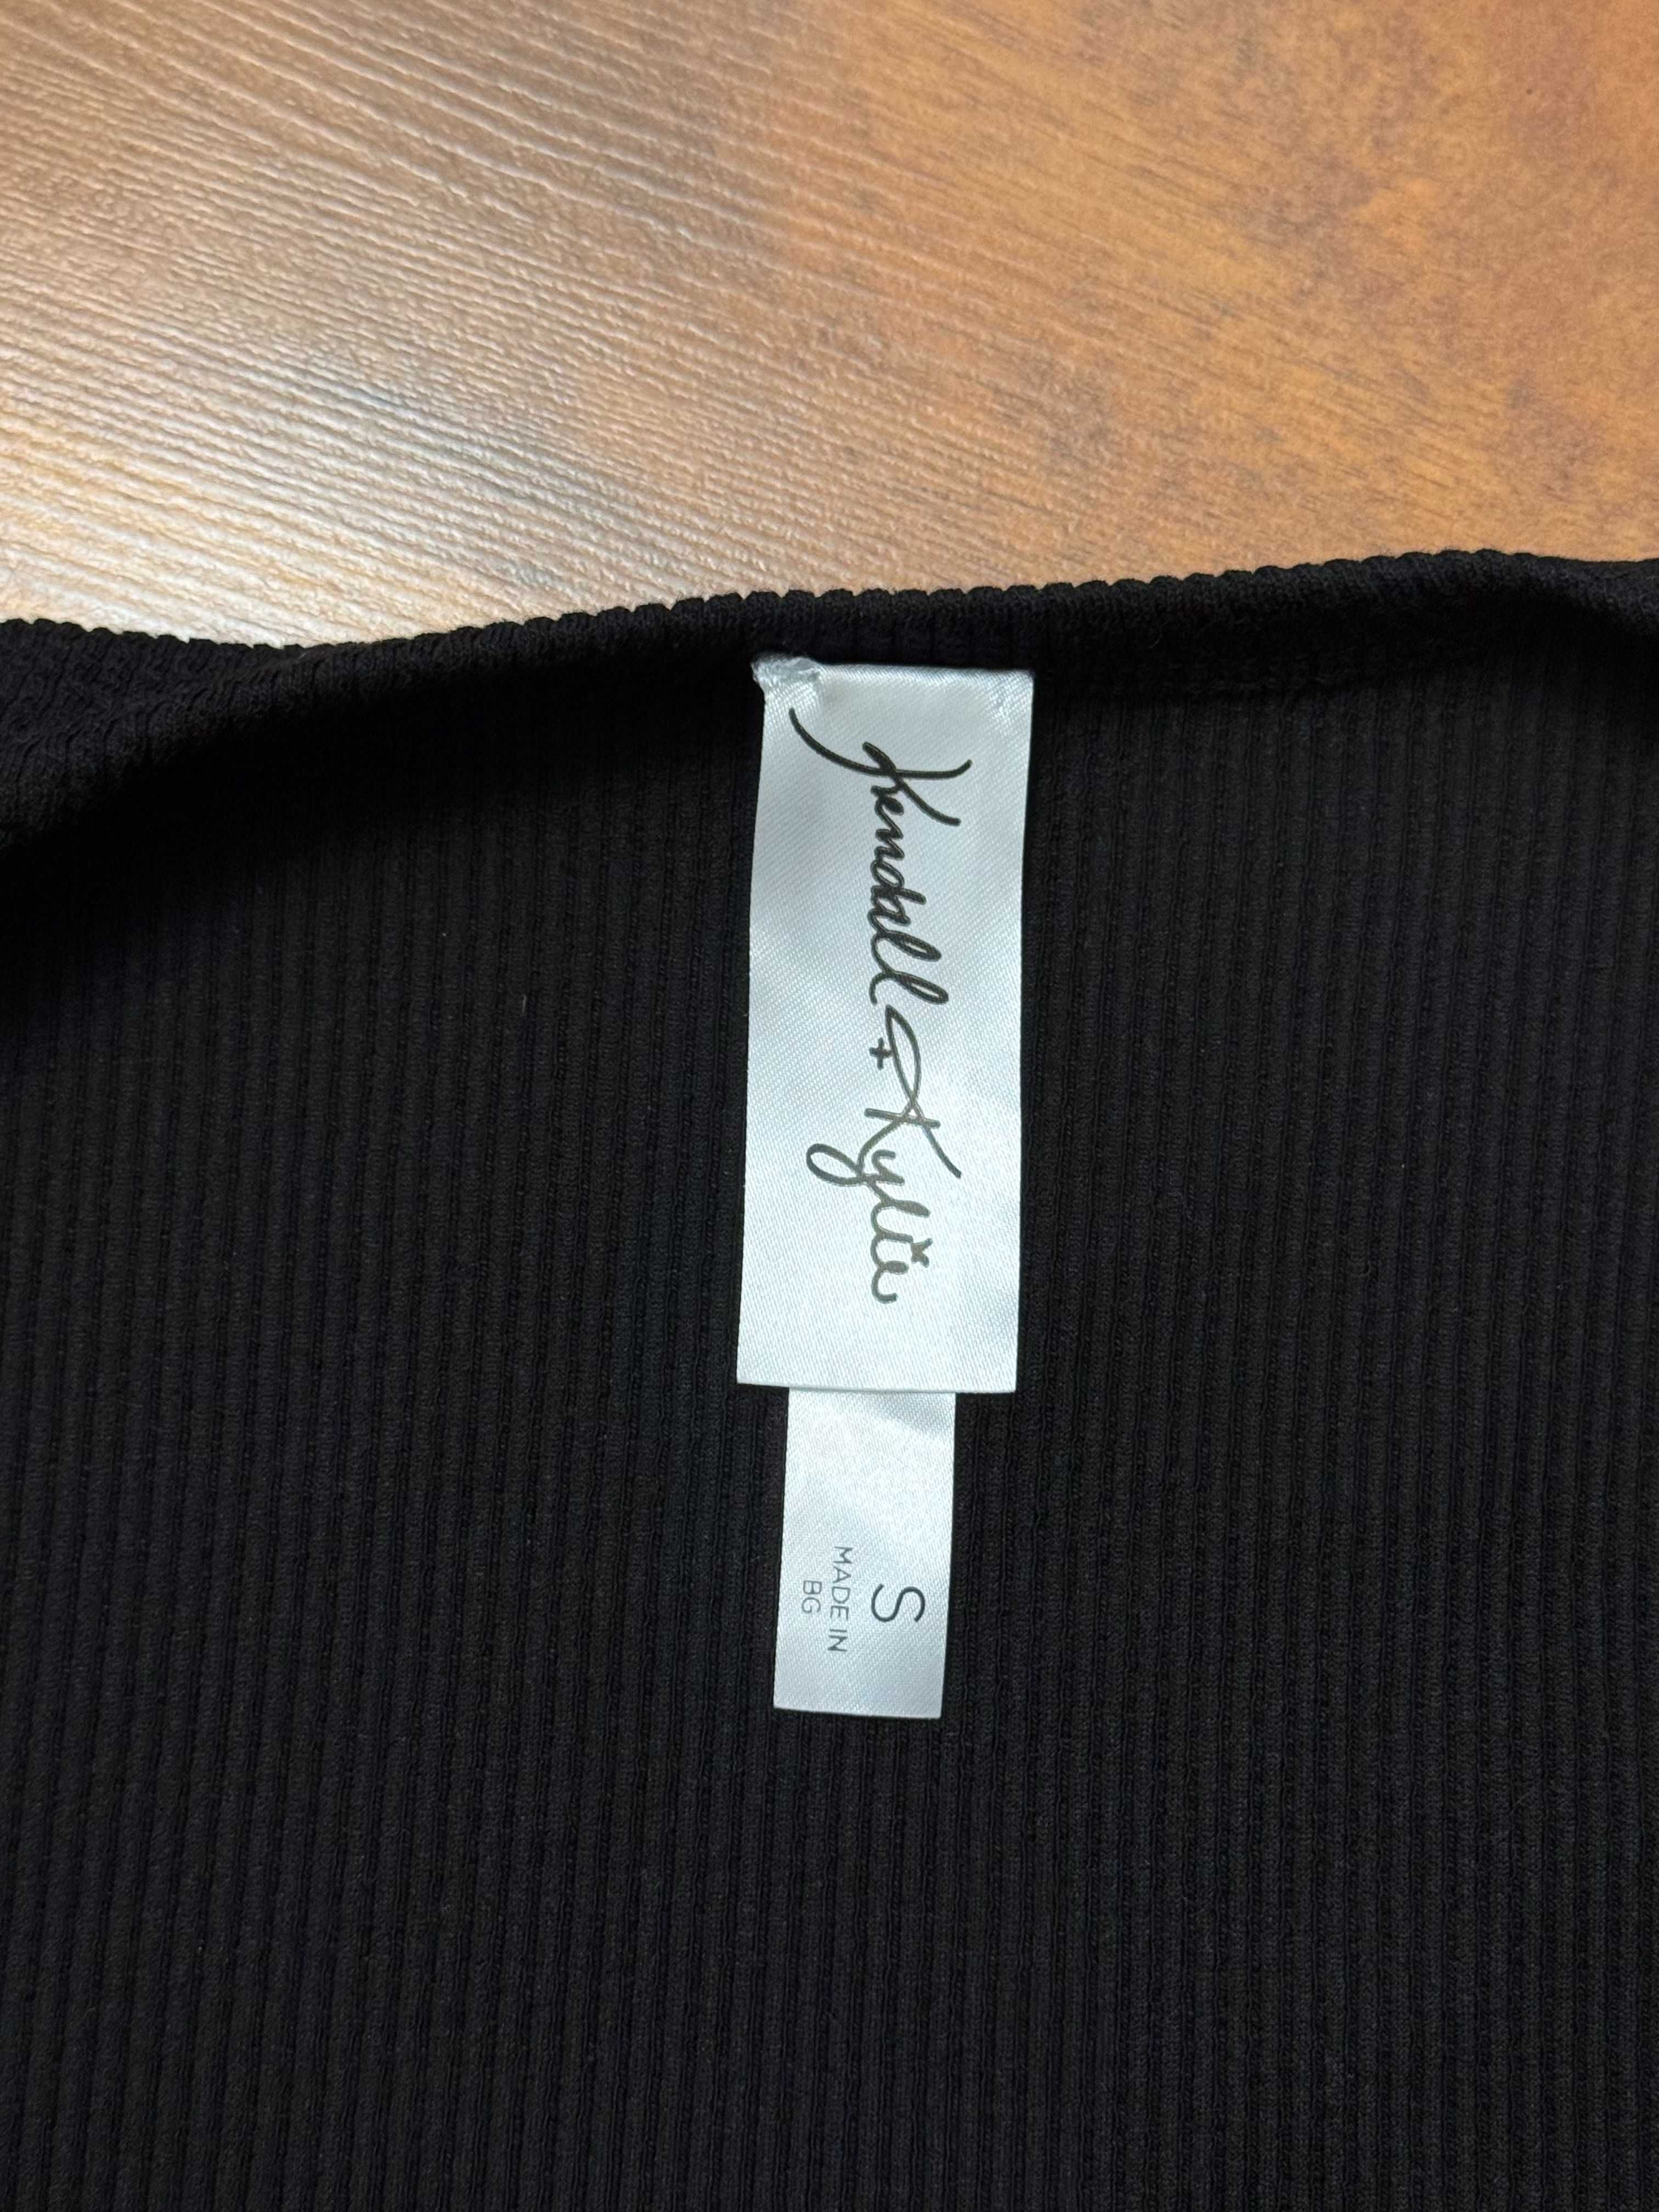 Kendall + Kylie
S
MADE IN
BG